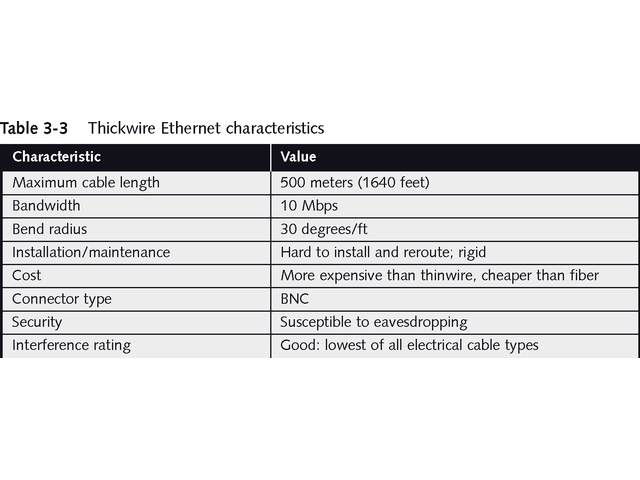 Table 3-3 Thickwire Ethernet characteristics
Characteristic Value
Maximum cable length 500 meters (1640 feet)
Bandwidth 10 Mbps
Bend radius 30 degrees/ft
Installation/maintenance Hard to install and reroute; rigid
Cost More expensive than thinwire, cheaper than fiber
Connector type BNC
Security Susceptible to eavesdropping
Interference rating Good: lowest of all electrical cable types